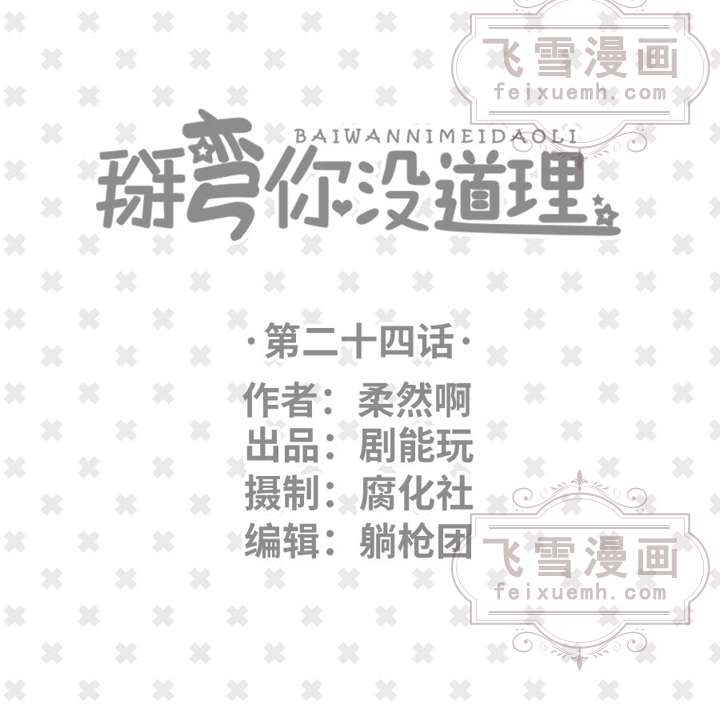 飞雪漫画
feixuemh.com
BAIWANNIMEIDAOLI
掰弯你没道理
·第二十四话·
作者：柔然啊
出品：剧能玩
摄制：腐化社
编辑：躺枪团
飞雪漫画
feixuemh.com